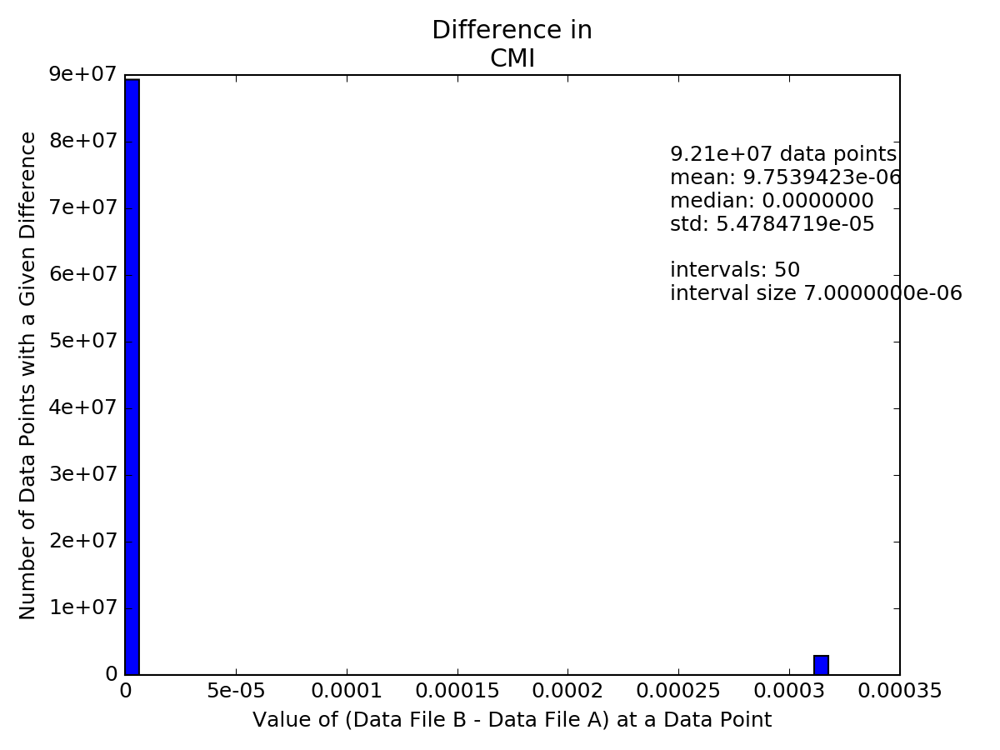 Difference in
CMI
9e+07
8e+07
7e+07
6e+07
5e+07
4e+07
3e+07
2e+07
1e+07
0
Number of Data Points with a Given Difference
9.21e+07 data points
mean: 9.7539423e-06
median: 0.0000000
std: 5.4784719e-05
intervals: 50
interval size 7.0000000e-06
0 5e-05 0.0001 0.00015 0.0002 0.00025 0.0003 0.00035
Value of (Data File B - Data File A) at a Data Point